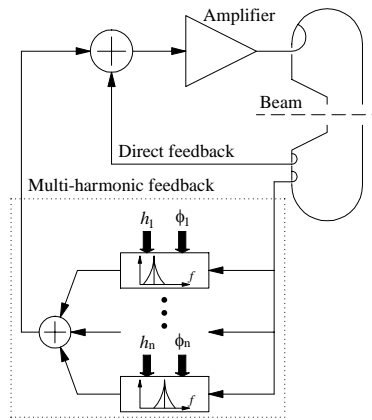 Amplifier
Beam
Direct feedback
Multi-harmonic feedback
h₁ ϕ₁
f
hₙ ϕₙ
f